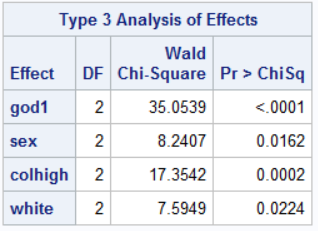 Type 3 Analysis of Effects
Effect DF Wald Chi-Square Pr > ChiSq
god1 2 35.0539 <.0001
sex 2 8.2407 0.0162
colhigh 2 17.3542 0.0002
white 2 7.5949 0.0224